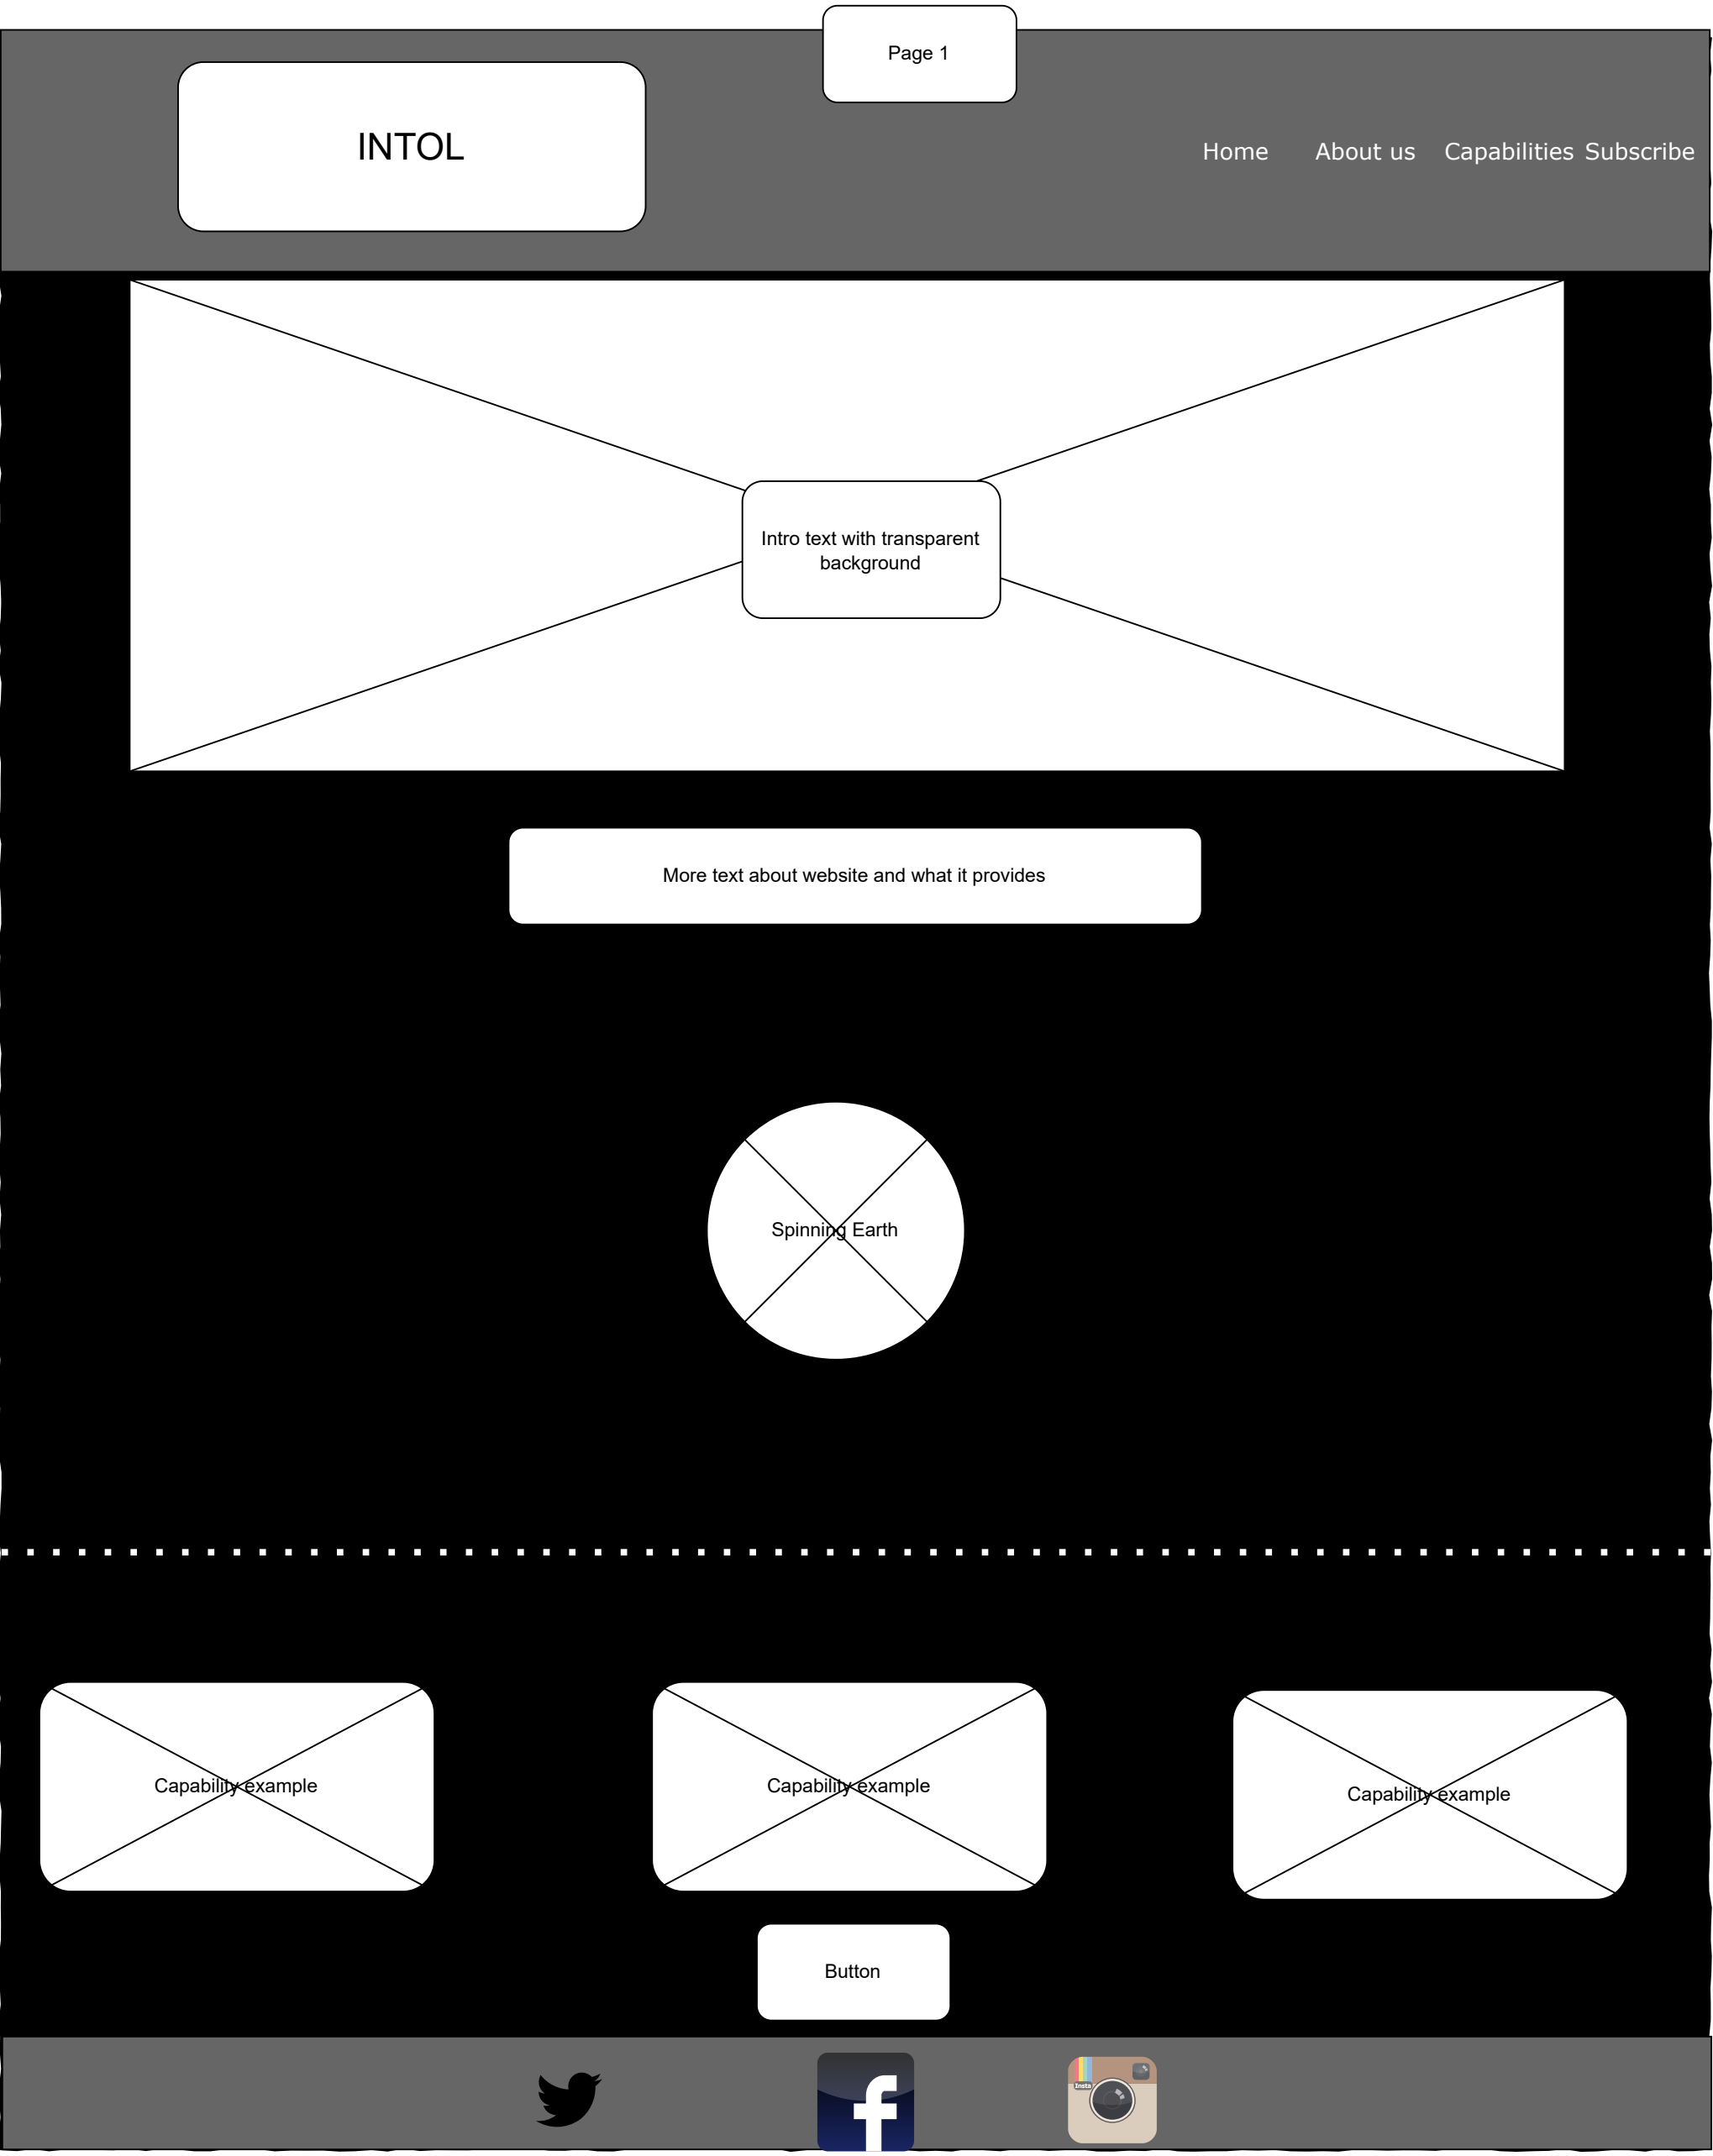 Page 1
INTOL
Home About us Capabilities Subscribe
Intro text with transparent
background
More text about website and what it provides
Spinning Earth
Capability example
Capability example
Capability example
Button
Insta